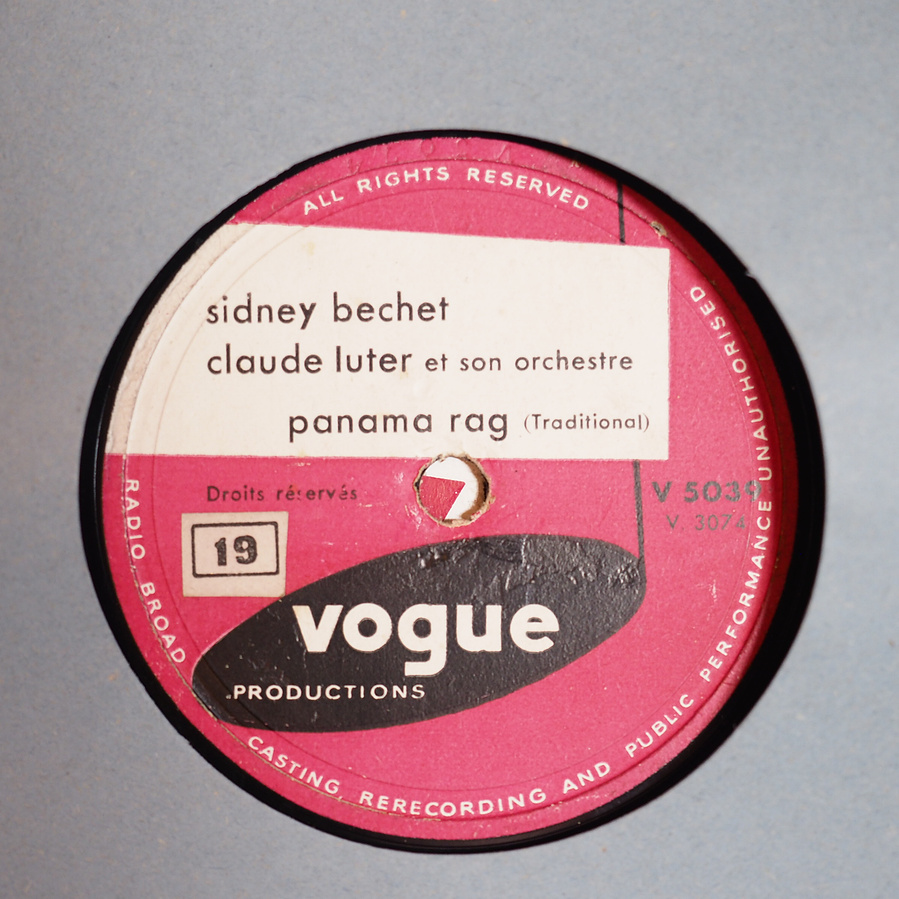 ALL RIGHTS RESERVED
sidney bechet
claude luter et son orchestre
panama rag (Traditional)
Droits réservés
V 5039
V. 3074
19
vogue
PRODUCTIONS
RADIO, BROADCASTING, RERECORDING AND PUBLIC PERFORMANCE UNAUTHORISED